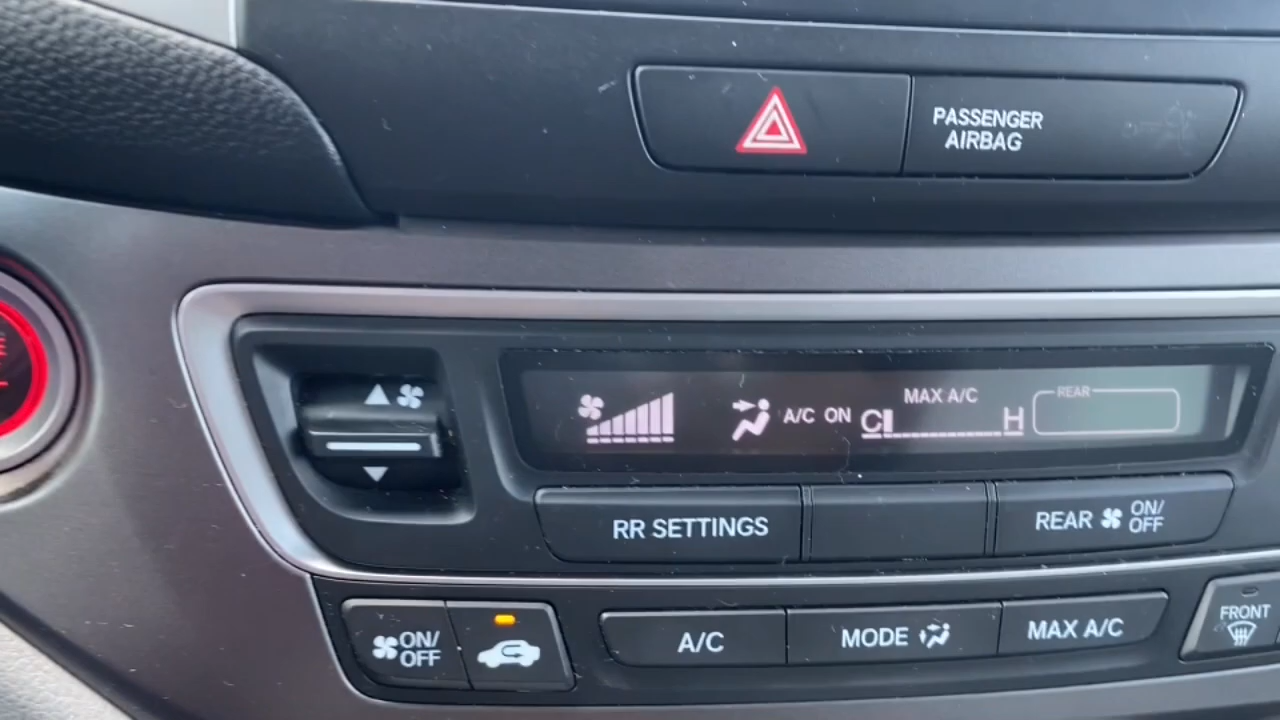 PASSENGER
AIRBAG
MAX A/C
REAR
A/C ON
C
H
RR SETTINGS
REAR ON/
OFF
ON/
OFF
A/C
MODE
MAX A/C
FRONT